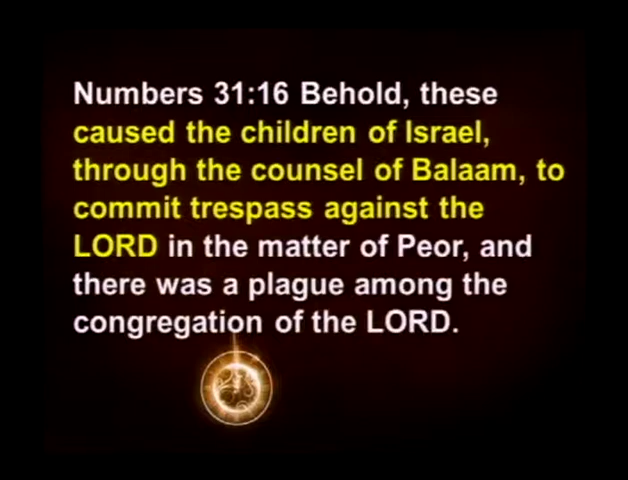 Numbers 31:16 Behold, these
caused the children of Israel,
through the counsel of Balaam, to
commit trespass against the
LORD in the matter of Peor, and
there was a plague among the
congregation of the LORD.